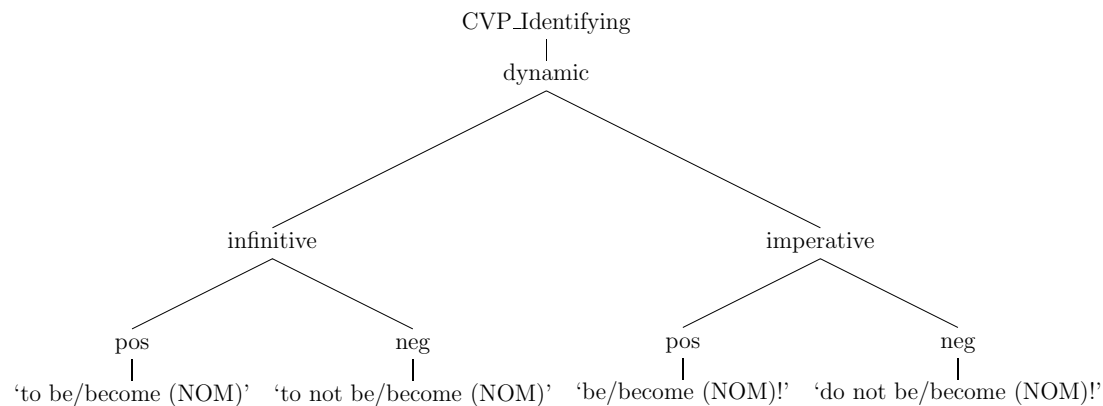 CVP_Identifying
dynamic
infinitive imperative
pos neg pos neg
‘to be/become (NOM)’ ‘to not be/become (NOM)’ ‘be/become (NOM)!’ ‘do not be/become (NOM)!’